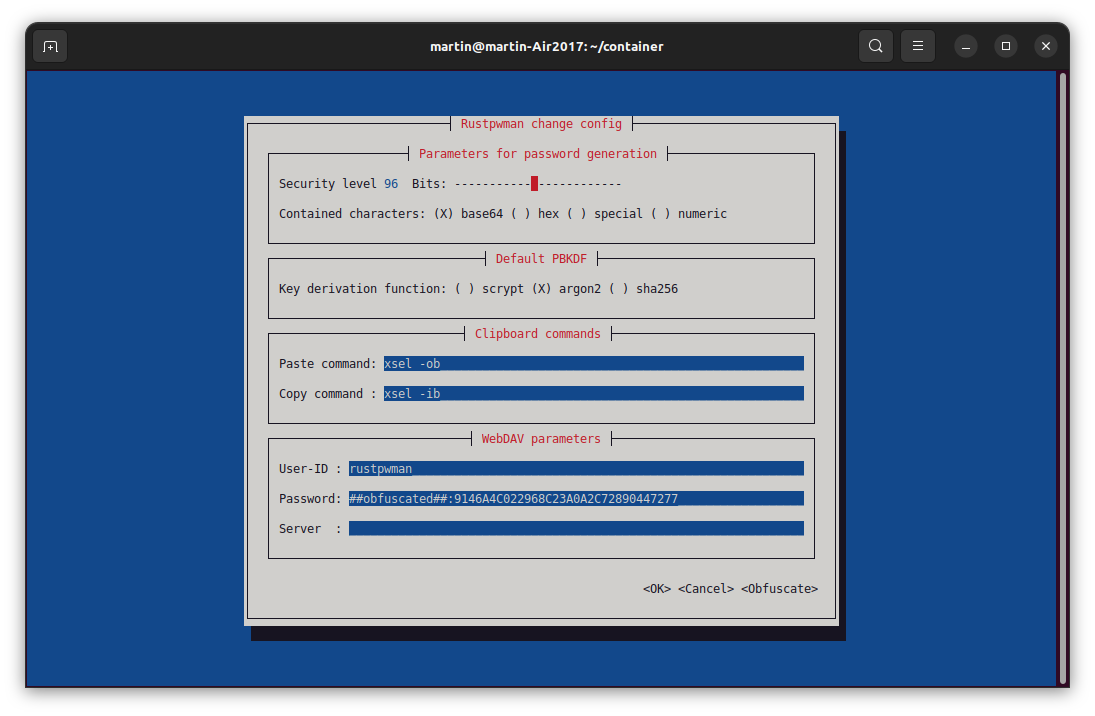 martin@martin-Air2017: ~/container
Rustpwman change config
Parameters for password generation
Security level 96 Bits: -----------------------
Contained characters: (X) base64 ( ) hex ( ) special ( ) numeric
Default PBKDF
Key derivation function: ( ) scrypt (X) argon2 ( ) sha256
Clipboard commands
Paste command: xsel -ob
Copy command : xsel -ib
WebDAV parameters
User-ID : rustpwman
Password: ##obfuscated##:9146A4C022968C23A0A2C72890447277
Server  :
<OK> <Cancel> <Obfuscate>